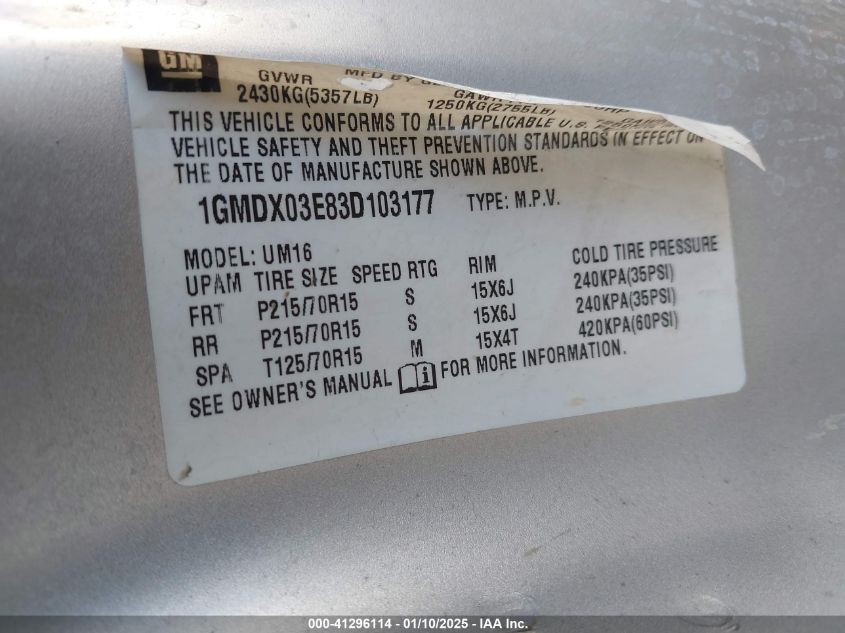 GM
GVWR
2430KG(5357LB)
MFD BY
1250KG(2755LB)
THIS VEHICLE CONFORMS TO ALL APPLICABLE U.S.
VEHICLE SAFETY AND THEFT PREVENTION STANDARDS IN EFFECT ON
THE DATE OF MANUFACTURE SHOWN ABOVE.
1GMDX03E83D103177 TYPE: M.P.V.
MODEL: UM16
UPAM TIRE SIZE SPEED RTG RIM COLD TIRE PRESSURE
FRT P215/70R15 S 15X6J 240KPA(35PSI)
RR P215/70R15 S 15X6J 240KPA(35PSI)
SPA T125/70R15 M 15X4T 420KPA(60PSI)
SEE OWNER'S MANUAL i FOR MORE INFORMATION.
000-41296114 - 01/10/2025 - IAA Inc.